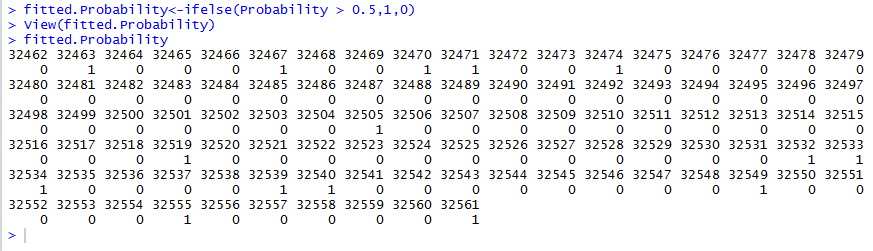 > fitted.Probability<-ifelse(Probability > 0.5,1,0)
> View(fitted.Probability)
> fitted.Probability
32462 32463 32464 32465 32466 32467 32468 32469 32470 32471 32472 32473 32474 32475 32476 32477 32478 32479
0 1 0 0 0 1 0 0 1 1 0 0 1 0 0 0 0 0
32480 32481 32482 32483 32484 32485 32486 32487 32488 32489 32490 32491 32492 32493 32494 32495 32496 32497
0 0 0 0 0 0 0 0 0 0 0 0 0 0 0 0 0 0
32498 32499 32500 32501 32502 32503 32504 32505 32506 32507 32508 32509 32510 32511 32512 32513 32514 32515
0 0 0 0 0 0 0 1 0 0 0 0 0 0 0 0 0 0
32516 32517 32518 32519 32520 32521 32522 32523 32524 32525 32526 32527 32528 32529 32530 32531 32532 32533
0 0 0 1 0 0 0 0 0 0 0 0 0 0 0 0 1 1
32534 32535 32536 32537 32538 32539 32540 32541 32542 32543 32544 32545 32546 32547 32548 32549 32550 32551
1 0 0 0 0 1 1 0 0 0 0 0 0 0 0 1 0 0
32552 32553 32554 32555 32556 32557 32558 32559 32560 32561
0 0 0 1 0 0 0 0 0 1
>